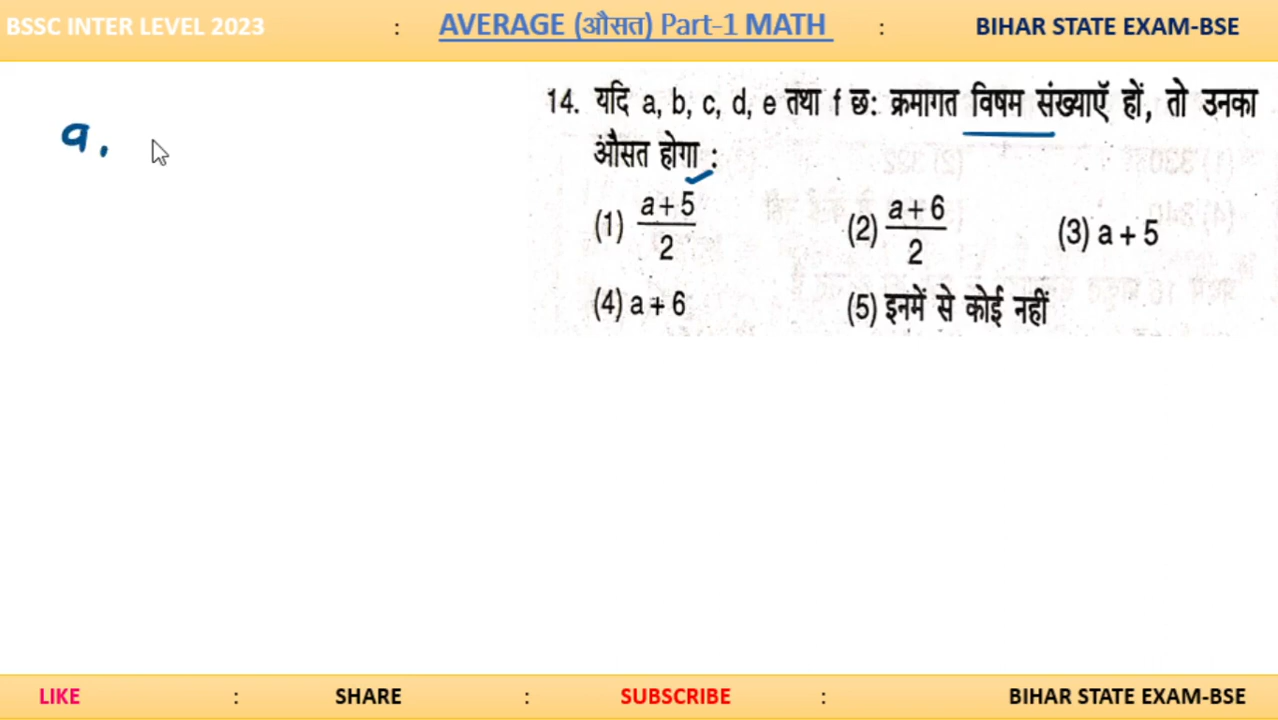 BSSC INTER LEVEL 2023 : AVERAGE (औसत) Part-1 MATH : BIHAR STATE EXAM-BSE
a,
14. यदि a, b, c, d, e तथा f छः क्रमागत विषम संख्याएँ हों, तो उनका
औसत होगा :
(1) a+5/2 (2) a+6/2 (3) a + 5
(4) a + 6 (5) इनमें से कोई नहीं
LIKE : SHARE : SUBSCRIBE : BIHAR STATE EXAM-BSE